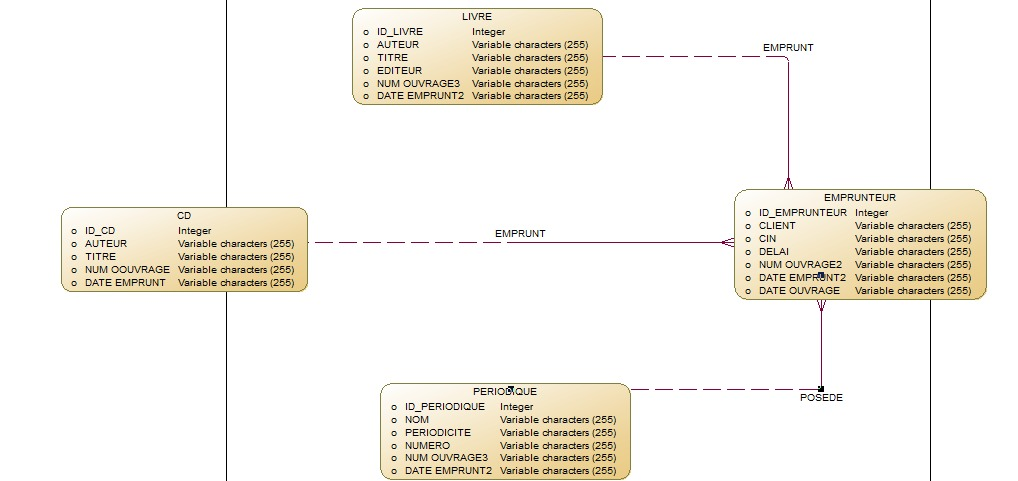 LIVRE
ID_LIVRE Integer
AUTEUR Variable characters (255)
TITRE Variable characters (255)
EDITEUR Variable characters (255)
NUM OUVRAGE3 Variable characters (255)
DATE EMPRUNT2 Variable characters (255)
EMPRUNT
EMPRUNTEUR
ID_EMPRUNTEUR Integer
CLIENT Variable characters (255)
CIN Variable characters (255)
DELAI Variable characters (255)
NUM OUVRAGE2 Variable characters (255)
DATE EMPRUNT2 Variable characters (255)
DATE OUVRAGE Variable characters (255)
CD
ID_CD Integer
AUTEUR Variable characters (255)
TITRE Variable characters (255)
NUM OOUVRAGE Variable characters (255)
DATE EMPRUNT Variable characters (255)
EMPRUNT
PERIODIQUE
ID_PERIODIQUE Integer
NOM Variable characters (255)
PERIODICITE Variable characters (255)
NUMERO Variable characters (255)
NUM OUVRAGE3 Variable characters (255)
DATE EMPRUNT2 Variable characters (255)
POSEDE